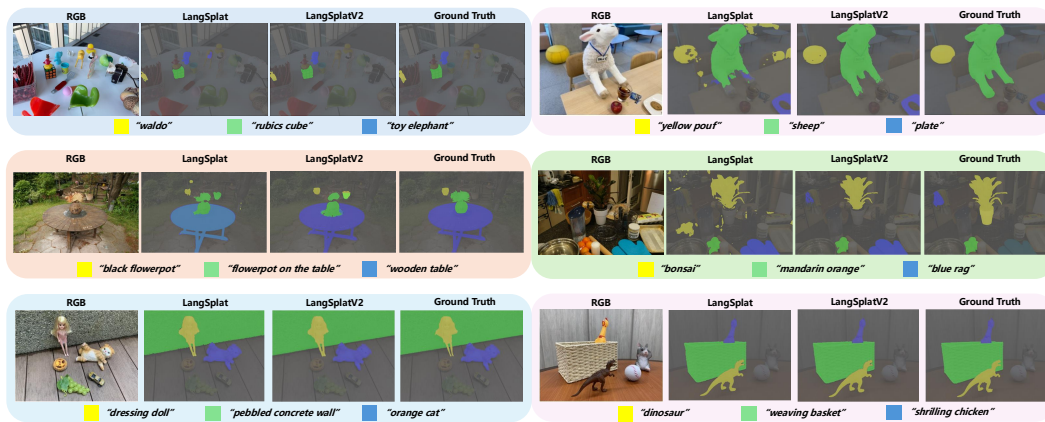 RGB LangSplat LangSplatV2 Ground Truth
"waldo" "rubics cube" "toy elephant"
RGB LangSplat LangSplatV2 Ground Truth
"yellow pouf" "sheep" "plate"
RGB LangSplat LangSplatV2 Ground Truth
"black flowerpot" "flowerpot on the table" "wooden table"
RGB LangSplat LangSplatV2 Ground Truth
"bonsai" "mandarin orange" "blue rag"
RGB LangSplat LangSplatV2 Ground Truth
"dressing doll" "pebbled concrete wall" "orange cat"
RGB LangSplat LangSplatV2 Ground Truth
"dinosaur" "weaving basket" "shrilling chicken"